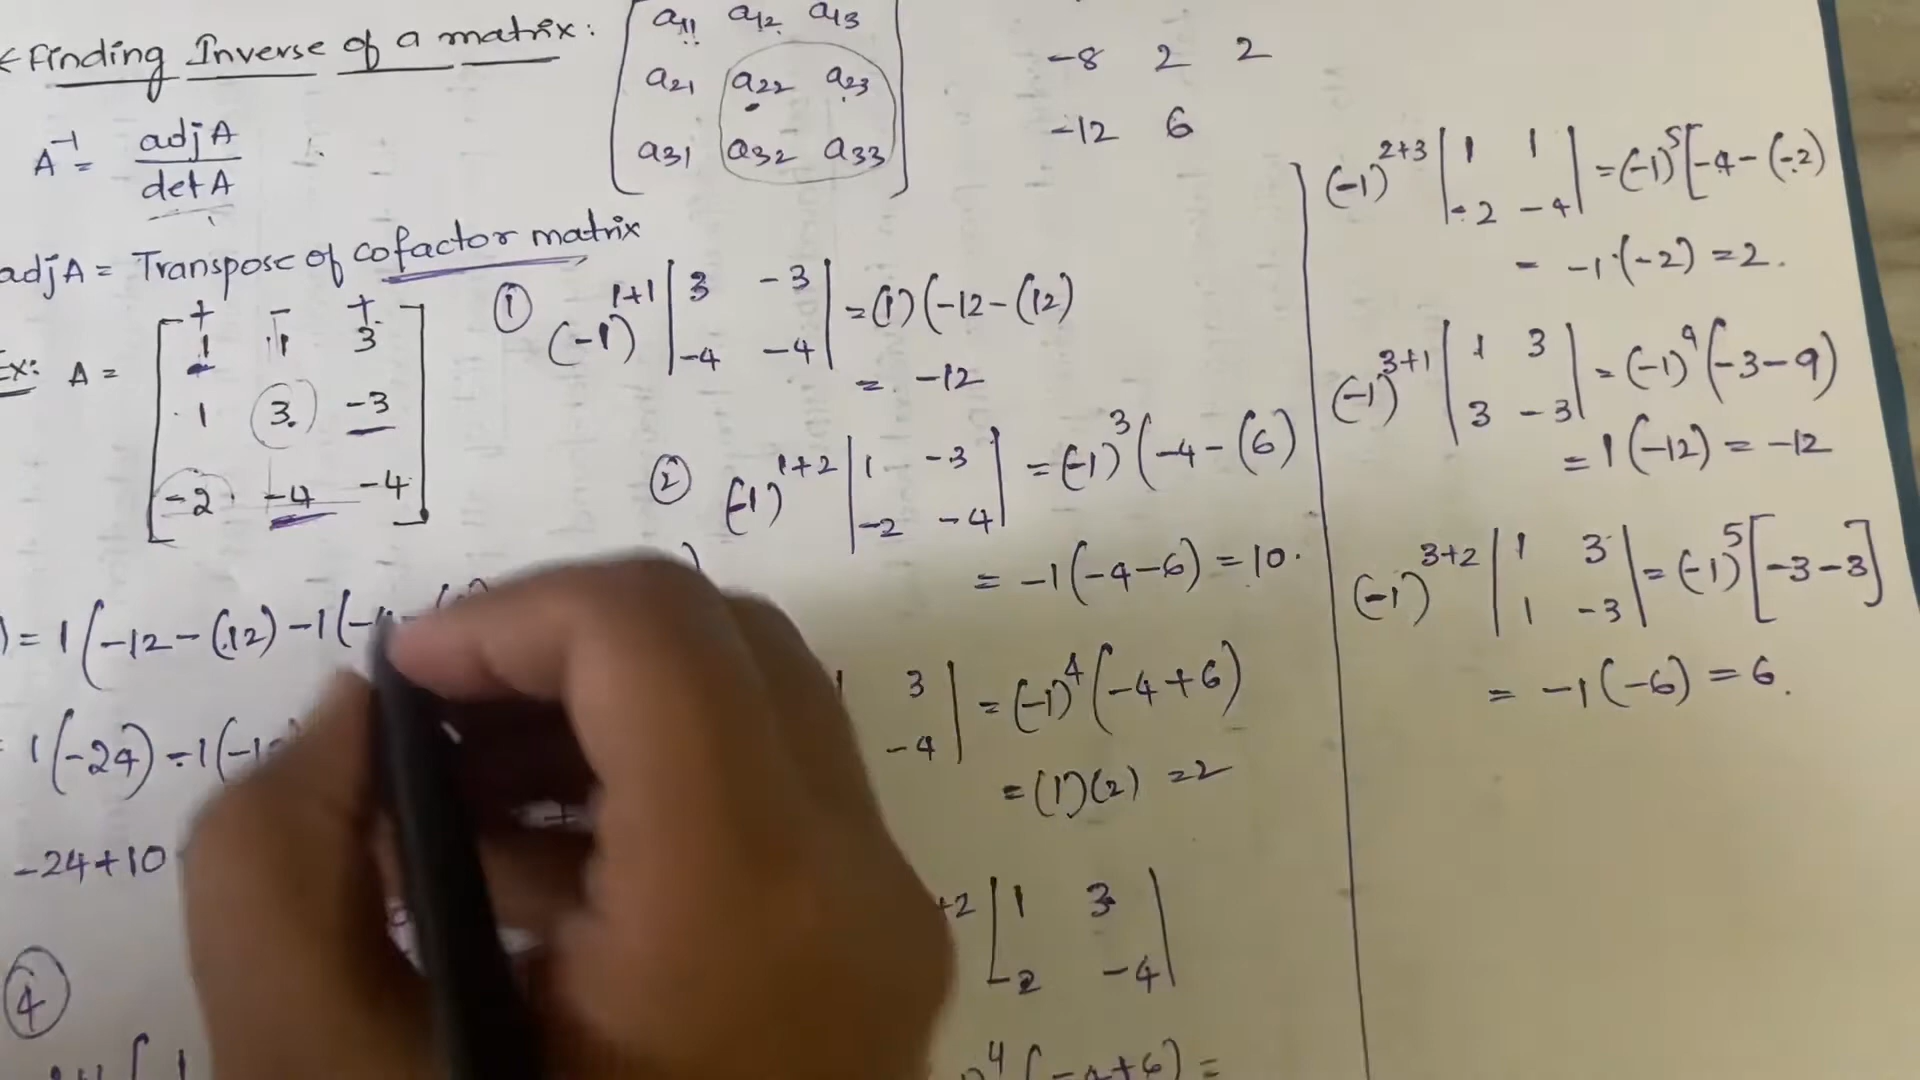 Finding Inverse of a matrix:
A⁻¹ = adjA / detA
a11 a12 a13
a21 a22 a23
a31 a32 a33
-8 2 2
-12 6
adjA = Transpose of cofactor matrix
+ - +
Ex: A = 1 1 3
1 3 -3
-2 -4 -4
= 1(-12-(12)-1(-4-
1(-24)-1(-10)
-24+10
4
① (-1)¹⁺¹ | 3 -3 | = (1)(-12-(12)
| -4 -4 |
= -12
② (-1)¹⁺² | 1 -3 | = (-1)³(-4-(6)
| -2 -4 |
= -1(-4-6) = 10.
3 | = (-1)⁴(-4+6)
-4 |
= (1)(2) = 2
+2 | 1 3 |
| -2 -4 |
⁴(-4+6) =
(-1)²⁺³ | 1 1 | = (-1)⁵[-4-(-2)
| -2 -4 |
= -1(-2) = 2.
(-1)³⁺¹ | 1 3 | = (-1)⁴(-3-9)
| 3 -3 |
= 1(-12) = -12
(-1)³⁺² | 1 3 | = (-1)⁵[-3-3]
| 1 -3 |
= -1(-6) = 6.